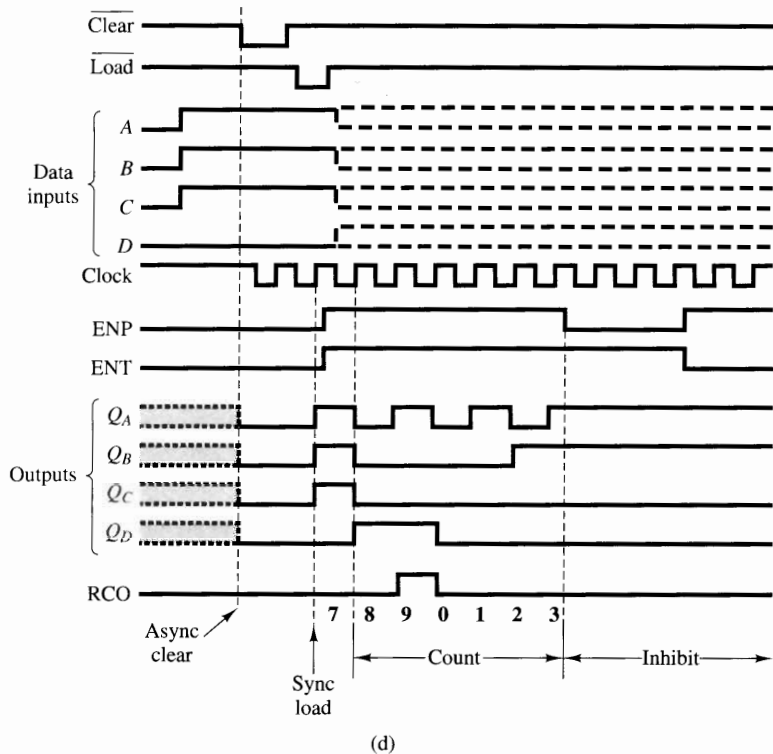 Clear
Load
A
Data
inputs
B
C
D
Clock
ENP
ENT
Outputs
Q_A
Q_B
Q_C
Q_D
RCO
7 8 9 0 1 2 3
Async
clear
Count
Inhibit
Sync
load
(d)